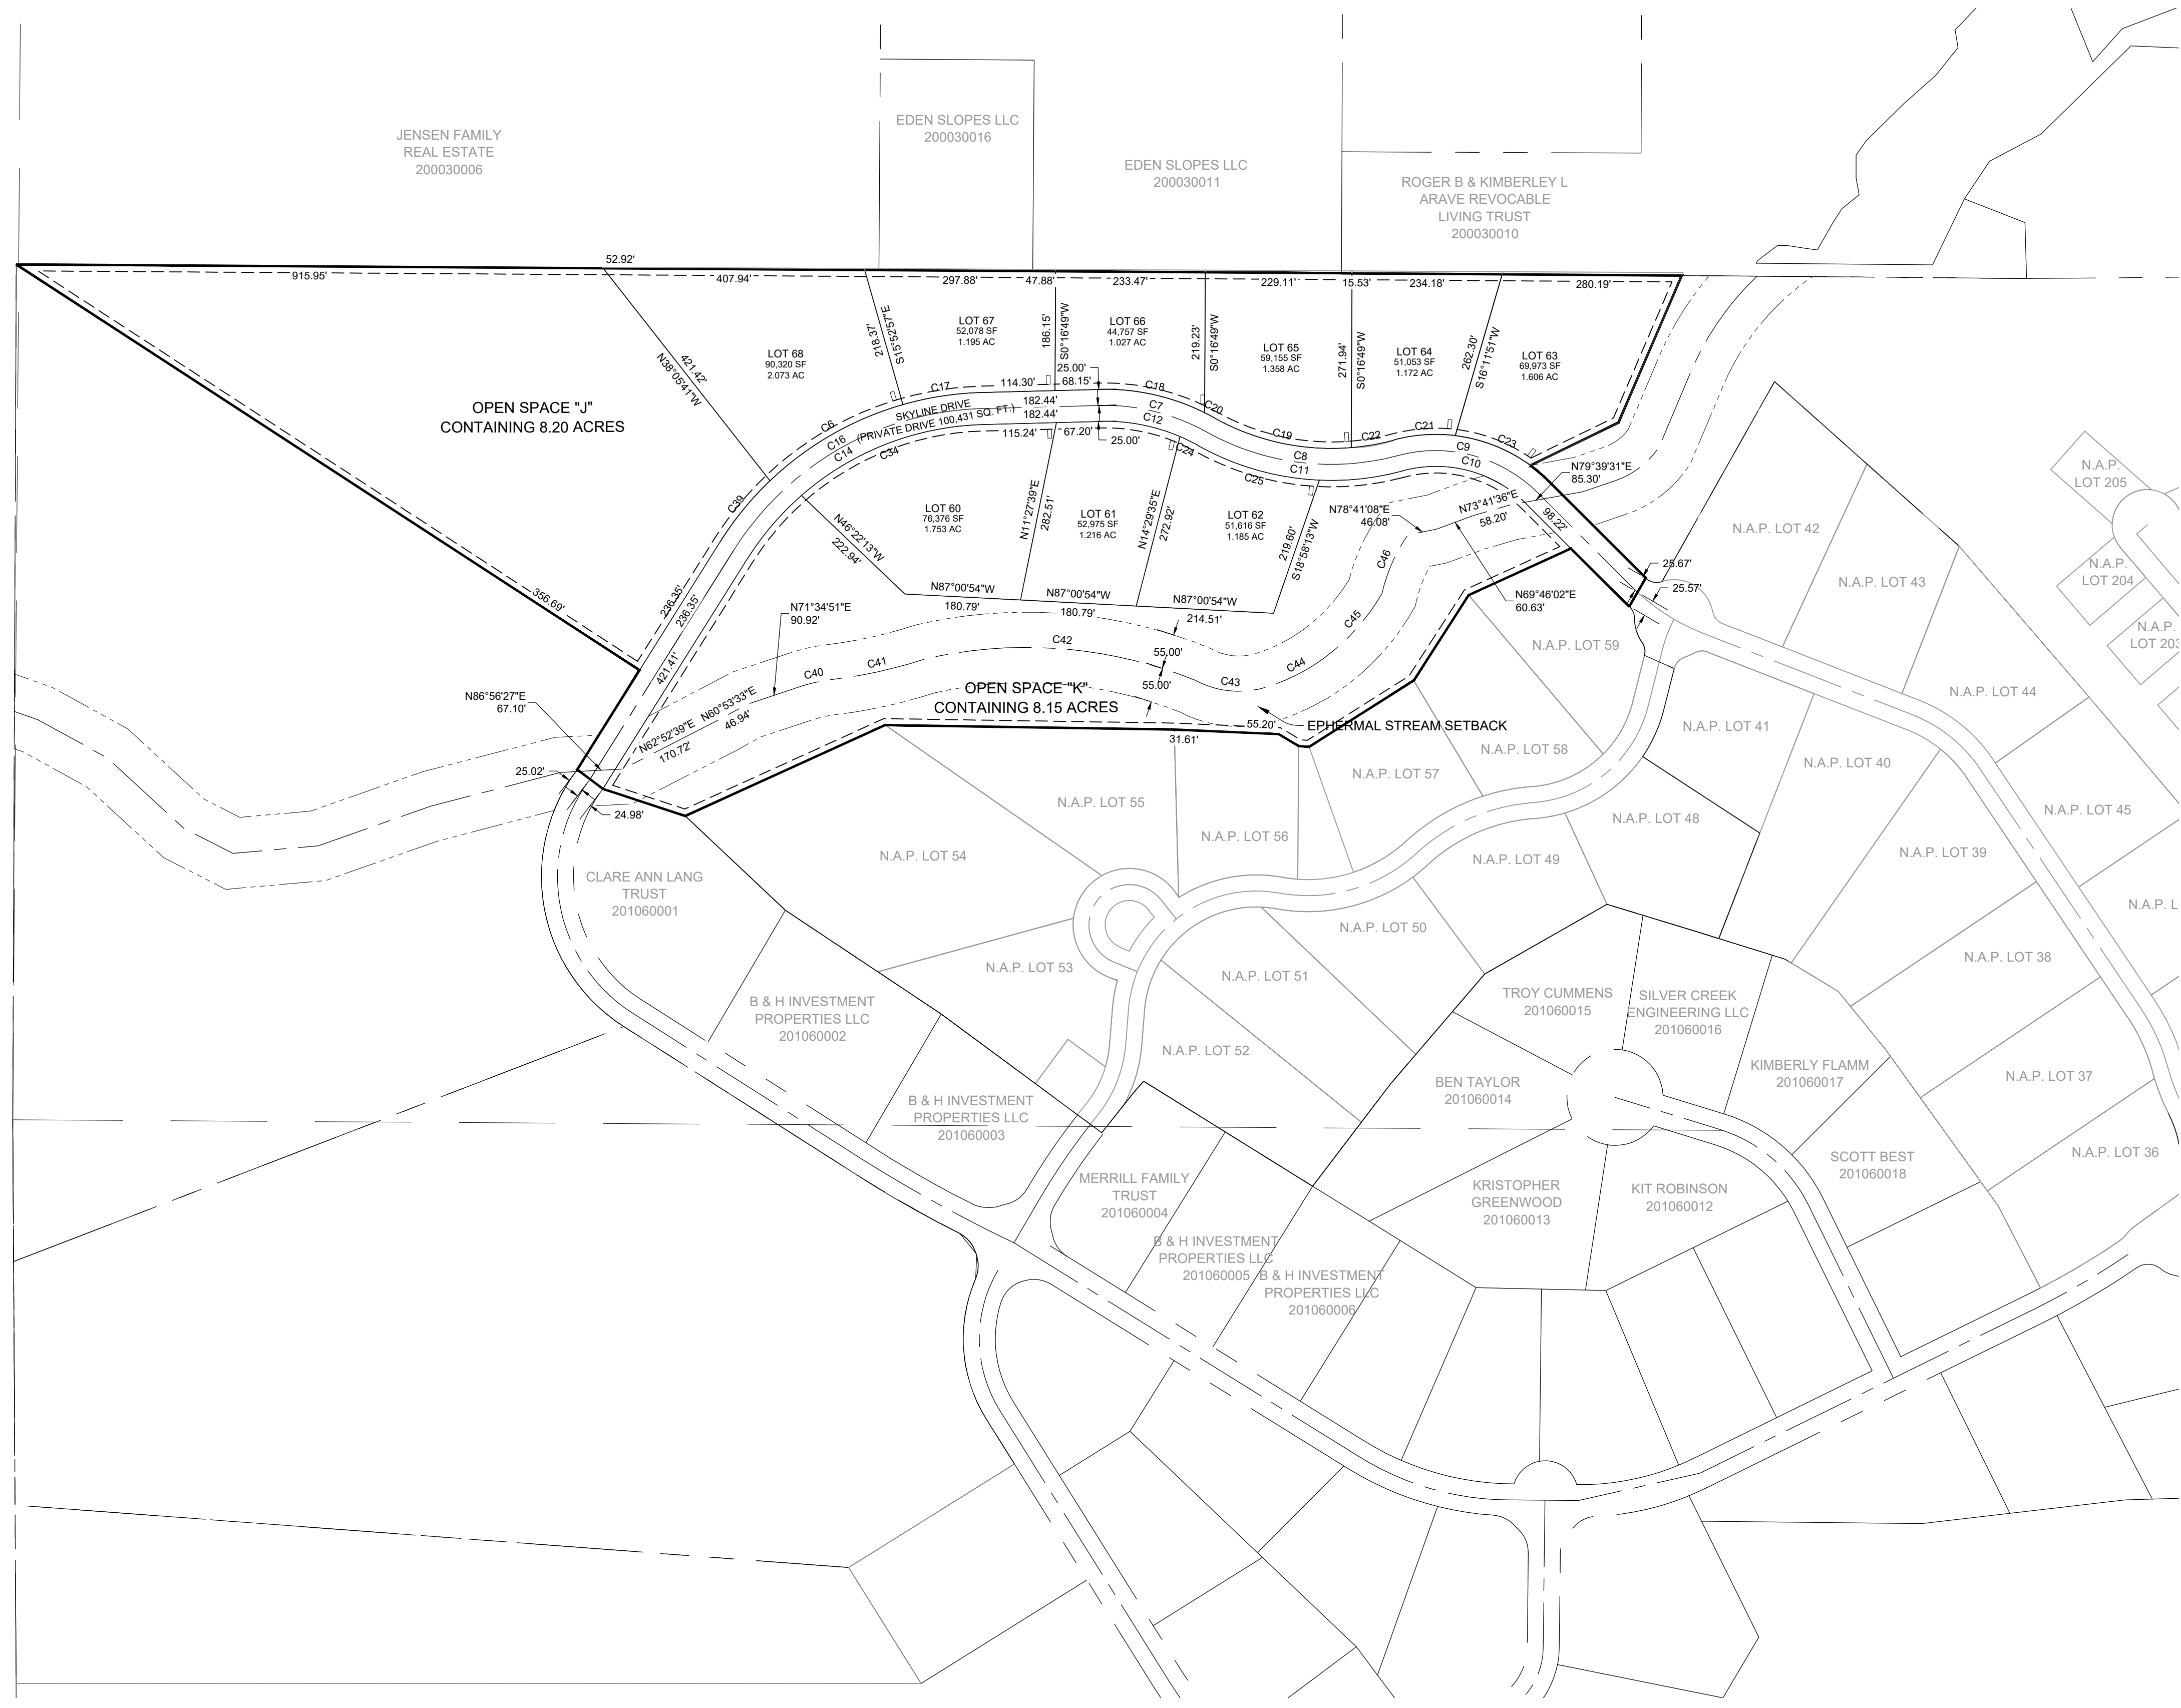 JENSEN FAMILY
REAL ESTATE
200030006
EDEN SLOPES LLC
200030016
EDEN SLOPES LLC
200030011
ROGER B & KIMBERLEY L
ARAVE REVOCABLE
LIVING TRUST
200030010
52.92'
915.95'
407.94'
297.88'
47.88'
233.47'
229.11'
15.53'
234.18'
280.19'
OPEN SPACE "J"
CONTAINING 8.20 ACRES
421.42'
N38°05'41"W
LOT 68
90,320 SF
2.073 AC
218.37'
S15°52'57"E
LOT 67
52,078 SF
1.195 AC
186.15'
S0°16'49"W
LOT 66
44,757 SF
1.027 AC
219.23'
S0°16'49"W
LOT 65
59,155 SF
1.358 AC
271.94'
S0°16'49"W
LOT 64
51,053 SF
1.172 AC
262.30'
S16°11'51"W
LOT 63
69,973 SF
1.606 AC
25.00'
C17
114.30'
68.15'
C18
C20
C6
SKYLINE DRIVE
182.44'
C7
C16
(PRIVATE DRIVE 100,431 SQ. FT.)
182.44'
C12
C14
C34
115.24'
67.20'
25.00'
C24
C19
C22
C21
C23
C8
C11
C9
C10
C25
C39
N79°39'31"E
85.30'
98.22'
N73°41'36"E
58.20'
N78°41'08"E
46.08'
LOT 60
76,376 SF
1.753 AC
N46°22'13"W
222.94'
N11°27'39"E
282.51'
LOT 61
52,975 SF
1.216 AC
N14°29'35"E
272.92'
LOT 62
51,616 SF
1.185 AC
219.60'
S18°58'13"W
N87°00'54"W
180.79'
N87°00'54"W
180.79'
N87°00'54"W
214.51'
C46
C45
C44
C43
C42
C41
C40
25.67'
25.57'
N69°46'02"E
60.63'
356.69'
236.35'
236.35'
421.41'
N71°34'51"E
90.92'
55.00'
55.00'
OPEN SPACE "K"
CONTAINING 8.15 ACRES
N86°56'27"E
67.10'
N62°52'39"E
170.72'
N60°53'33"E
46.94'
55.20'
31.61'
EPHERMAL STREAM SETBACK
25.02'
24.98'
N.A.P.
LOT 205
N.A.P. LOT 42
N.A.P. LOT 43
N.A.P.
LOT 204
N.A.P.
LOT 203
N.A.P. LOT 59
N.A.P. LOT 44
N.A.P. LOT 41
N.A.P. LOT 40
N.A.P. LOT 58
N.A.P. LOT 57
N.A.P. LOT 55
N.A.P. LOT 56
N.A.P. LOT 48
N.A.P. LOT 45
N.A.P. LOT 54
N.A.P. LOT 49
N.A.P. LOT 39
CLARE ANN LANG
TRUST
201060001
N.A.P. L
N.A.P. LOT 50
N.A.P. LOT 53
N.A.P. LOT 51
N.A.P. LOT 38
B & H INVESTMENT
PROPERTIES LLC
201060002
TROY CUMMENS
201060015
SILVER CREEK
ENGINEERING LLC
201060016
N.A.P. LOT 52
BEN TAYLOR
201060014
KIMBERLY FLAMM
201060017
N.A.P. LOT 37
B & H INVESTMENT
PROPERTIES LLC
201060003
SCOTT BEST
201060018
N.A.P. LOT 36
MERRILL FAMILY
TRUST
201060004
KRISTOPHER
GREENWOOD
201060013
KIT ROBINSON
201060012
B & H INVESTMENT
PROPERTIES LLC
201060005
B & H INVESTMENT
PROPERTIES LLC
201060006